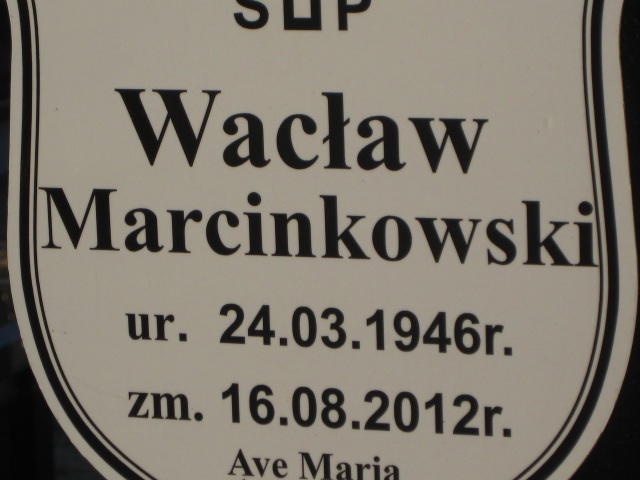 Ś✝P
Wacław
Marcinkowski
ur. 24.03.1946r.
zm. 16.08.2012r.
Ave Maria